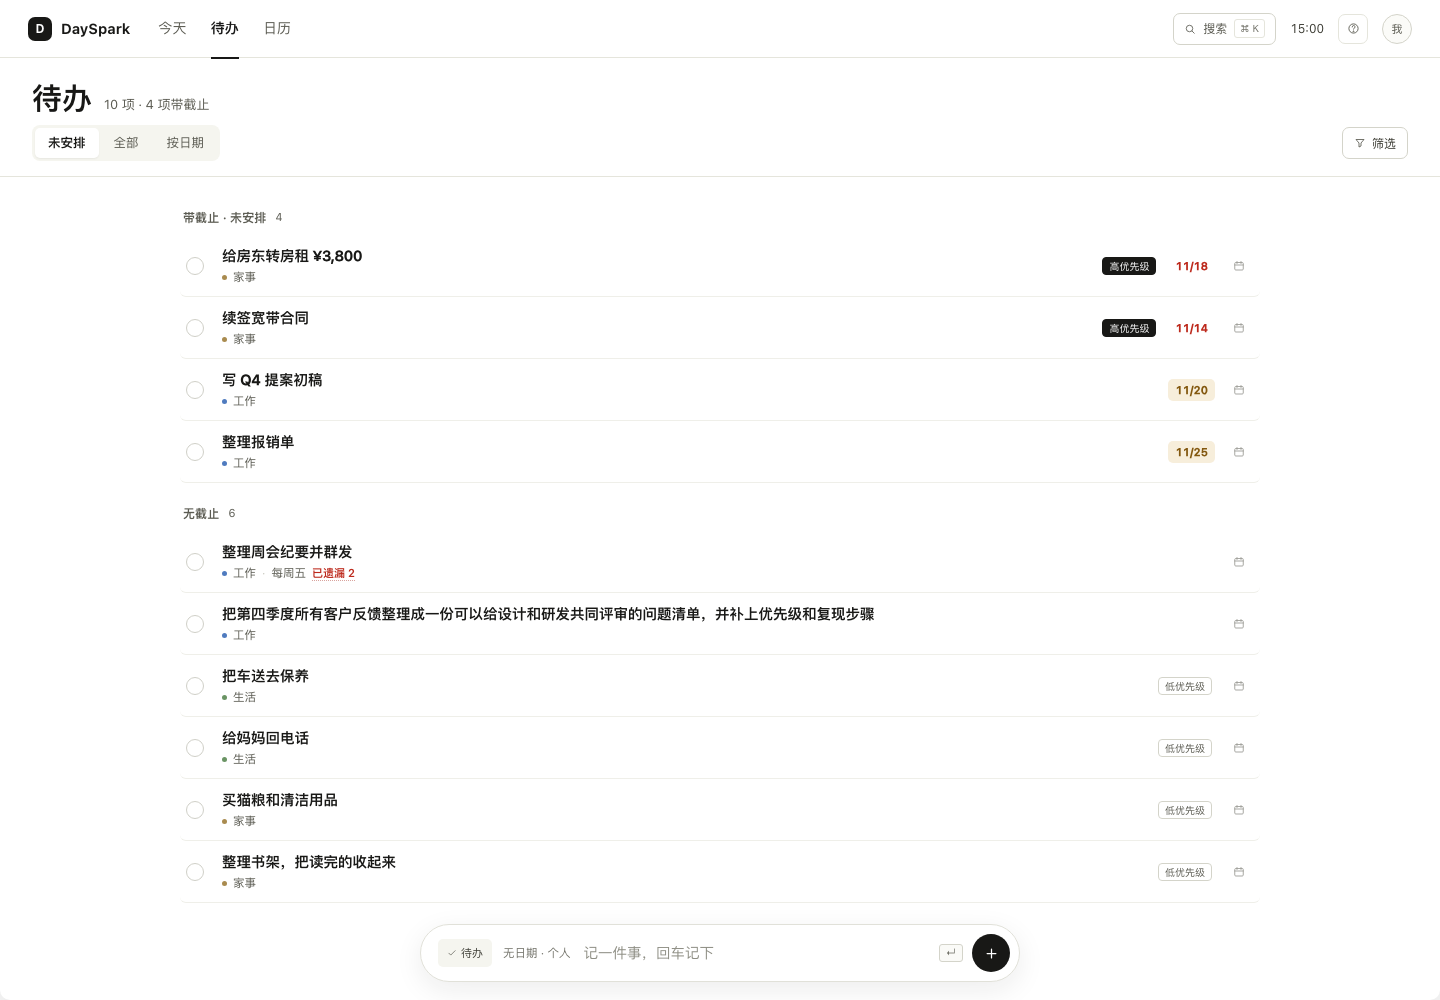 D DaySpark 今天 待办 日历 搜索 ⌘ K 15:00 我
待办 10 项 · 4 项带截止
未安排 全部 按日期 筛选
带截止 · 未安排 4
给房东转房租 ¥3,800
家事
高优先级 11/18
续签宽带合同
家事
高优先级 11/14
写 Q4 提案初稿
工作
11/20
整理报销单
工作
11/25
无截止 6
整理周会纪要并群发
工作 · 每周五 已遗漏 2
把第四季度所有客户反馈整理成一份可以给设计和研发共同评审的问题清单，并补上优先级和复现步骤
工作
把车送去保养
生活
低优先级
给妈妈回电话
生活
低优先级
买猫粮和清洁用品
家事
低优先级
整理书架，把读完的收起来
家事
低优先级
待办 无日期 · 个人 记一件事，回车记下